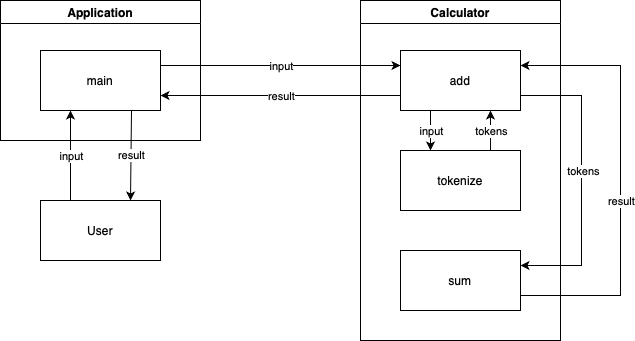 Application
Calculator
main
input
add
result
input
result
input
tokens
User
tokenize
tokens
result
sum